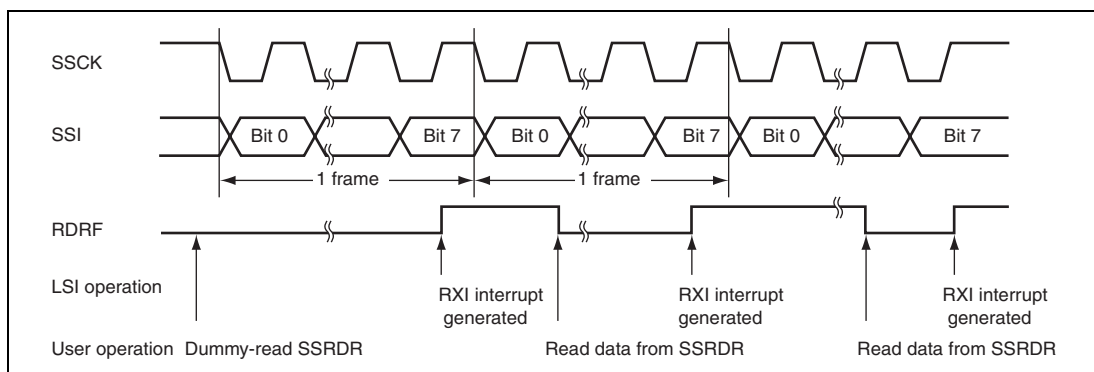 SSCK
SSI
Bit 0
Bit 7
Bit 0
Bit 7
Bit 0
Bit 7
1 frame
1 frame
RDRF
LSI operation
RXI interrupt
generated
RXI interrupt
generated
RXI interrupt
generated
User operation
Dummy-read SSRDR
Read data from SSRDR
Read data from SSRDR